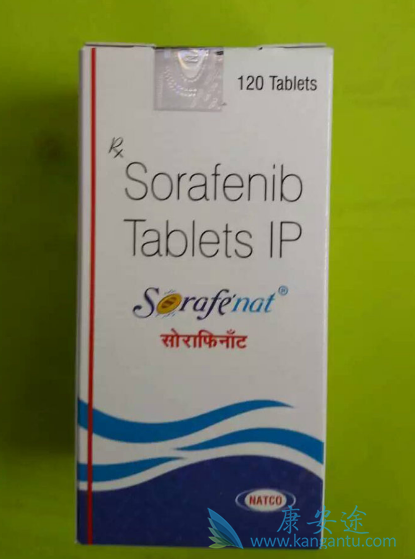 120 Tablets
Rx
Sorafenib
Tablets IP
Sorafenat®
सोराफिनॉंट
NATCO
康安途
www.kangantu.com